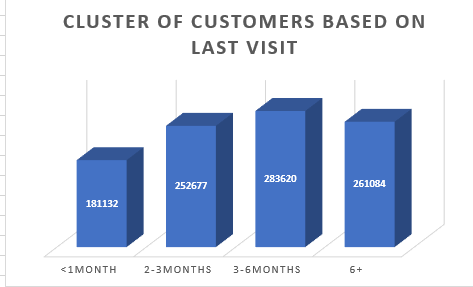 CLUSTER OF CUSTOMERS BASED ON
LAST VISIT
181132
252677
283620
261084
<1MONTH
2-3MONTHS
3-6MONTHS
6+